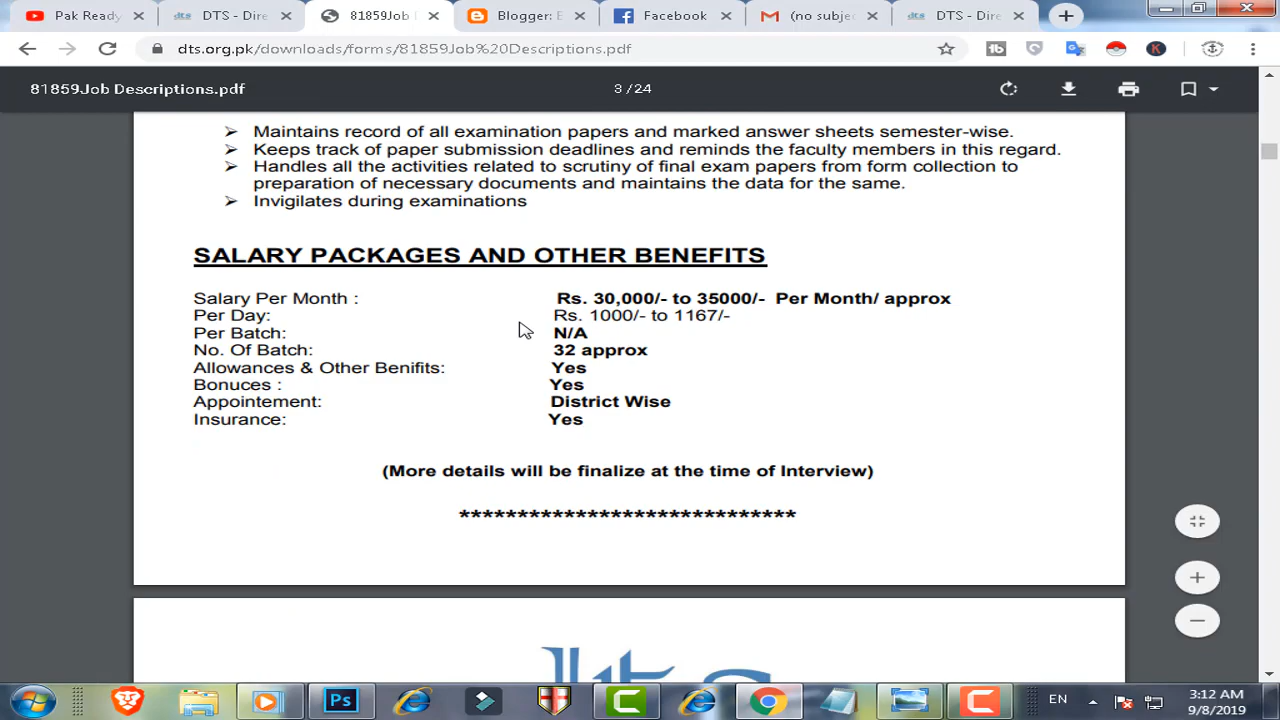 Pak Ready
DTS - Dire
81859Job
Blogger: E
Facebook
(no subje
DTS - Dire
dts.org.pk/downloads/foms/81859Job%20Descriptions.pdf
81859Job Descriptions.pdf
3 / 24
➢ Maintains record of all examination papers and marked answer sheets semester-wise.
➢ Keeps track of paper submission deadlines and reminds the faculty members in this regard.
➢ Handles all the activities related to scrutiny of final exam papers from form collection to
preparation of necessary documents and maintains the data for the same.
➢ Invigilates during examinations
SALARY PACKAGES AND OTHER BENEFITS
Salary Per Month : Rs. 30,000/- to 35000/- Per Month/ approx
Per Day: Rs. 1000/- to 1167/-
Per Batch: N/A
No. Of Batch: 32 approx
Allowances & Other Benifits: Yes
Bonuces : Yes
Appointement: District Wise
Insurance: Yes
(More details will be finalize at the time of Interview)
****************************
dts
EN
3:12 AM
9/8/2019